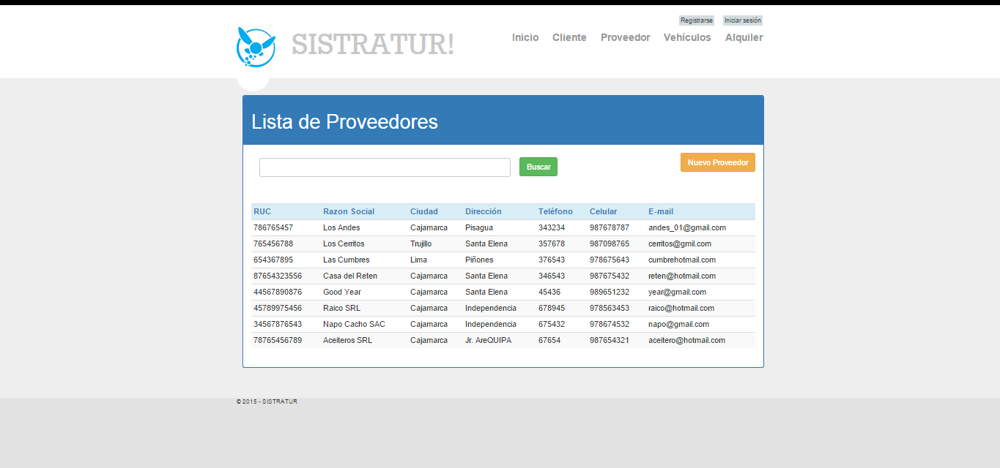 Registrarse Iniciar sesión
SISTRATUR!
Inicio Cliente Proveedor Vehículos Alquiler
Lista de Proveedores
Buscar
Nuevo Proveedor
RUC Razon Social Ciudad Dirección Teléfono Celular E-mail
786765457 Los Andes Cajamarca Pisagua 343234 987678787 andes_01@gmail.com
765456788 Los Cerritos Trujillo Santa Elena 357678 987098765 cerritos@gmil.com
654367895 Las Cumbres Lima Piñones 376543 978675643 cumbrehotmail.com
87654323556 Casa del Reten Cajamarca Santa Elena 346543 987675432 reten@hotmail.com
44567890876 Good Year Cajamarca Santa Elena 45436 989651232 year@gmail.com
45789975456 Raico SRL Cajamarca Independencia 678945 978563453 raico@hotmail.com
34567876543 Napo Cacho SAC Cajamarca Independencia 675432 978674532 napo@gmail.com
78765456789 Aceiteros SRL Cajamarca Jr. AreQUIPA 67654 987654321 aceitero@hotmail.com
© 2015 - SISTRATUR